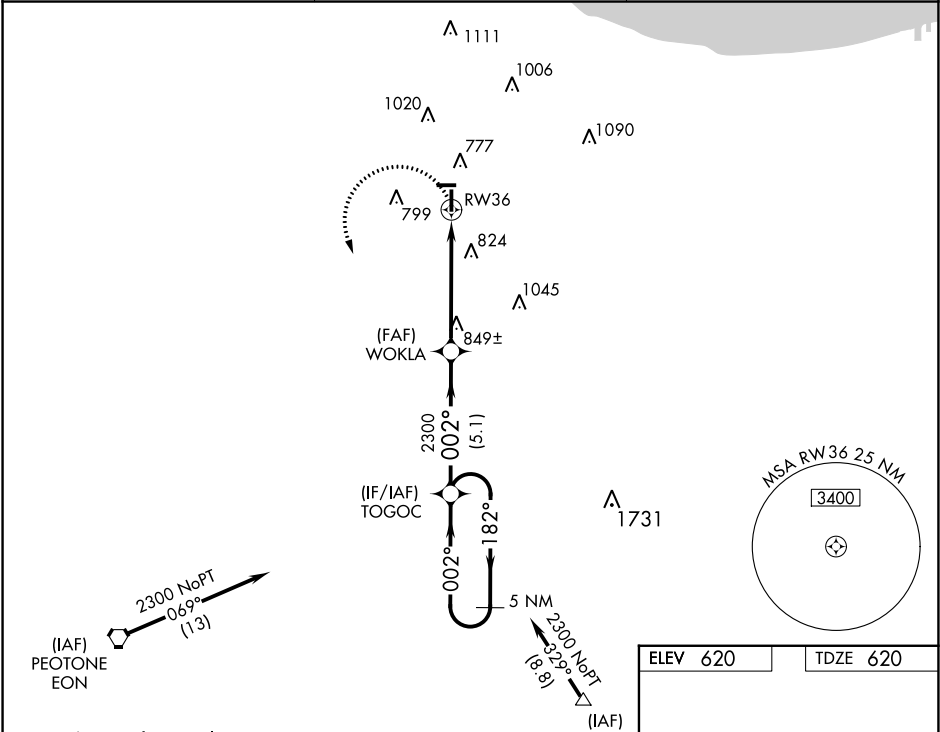 1111
1006
1020
1090
777
RW36
799
824
1045
(FAF)
WOKLA
849±
2300
002°
(5.1)
(IF/IAF)
TOGOC
182°
002°
1731
MSA RW36 25 NM
3400
5 NM
2300 NoPT
069°
(13)
(IAF)
PEOTONE
EON
2300 NoPT
329°
(8.8)
(IAF)
ELEV 620
TDZE 620